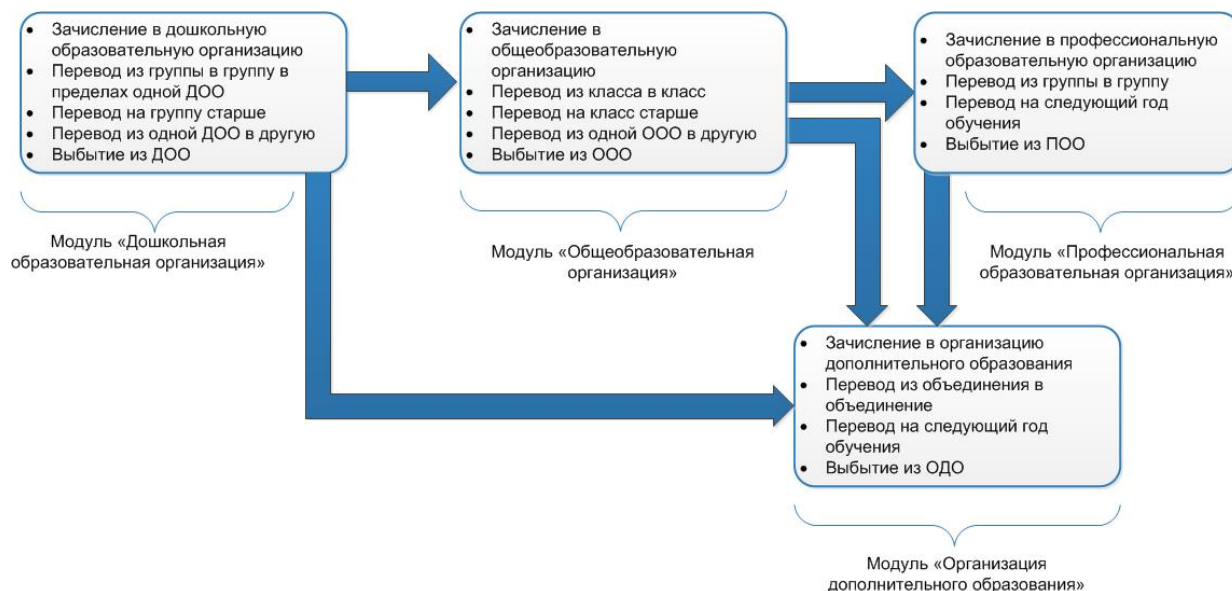 Зачисление в дошкольную
образовательную организацию
Перевод из группы в группу в
пределах одной ДОО
Перевод на группу старше
Перевод из одной ДОО в другую
Выбытие из ДОО
Модуль «Дошкольная
образовательная организация»
Зачисление в
общеобразовательную
организацию
Перевод из класса в класс
Перевод на класс старше
Перевод из одной ООО в другую
Выбытие из ООО
Модуль «Общеобразовательная
организация»
Зачисление в профессиональную
образовательную организацию
Перевод из группы в группу
Перевод на следующий год
обучения
Выбытие из ПОО
Модуль «Профессиональная
образовательная организация»
Зачисление в организацию
дополнительного образования
Перевод из объединения в
объединение
Перевод на следующий год
обучения
Выбытие из ОДО
Модуль «Организация
дополнительного образования»